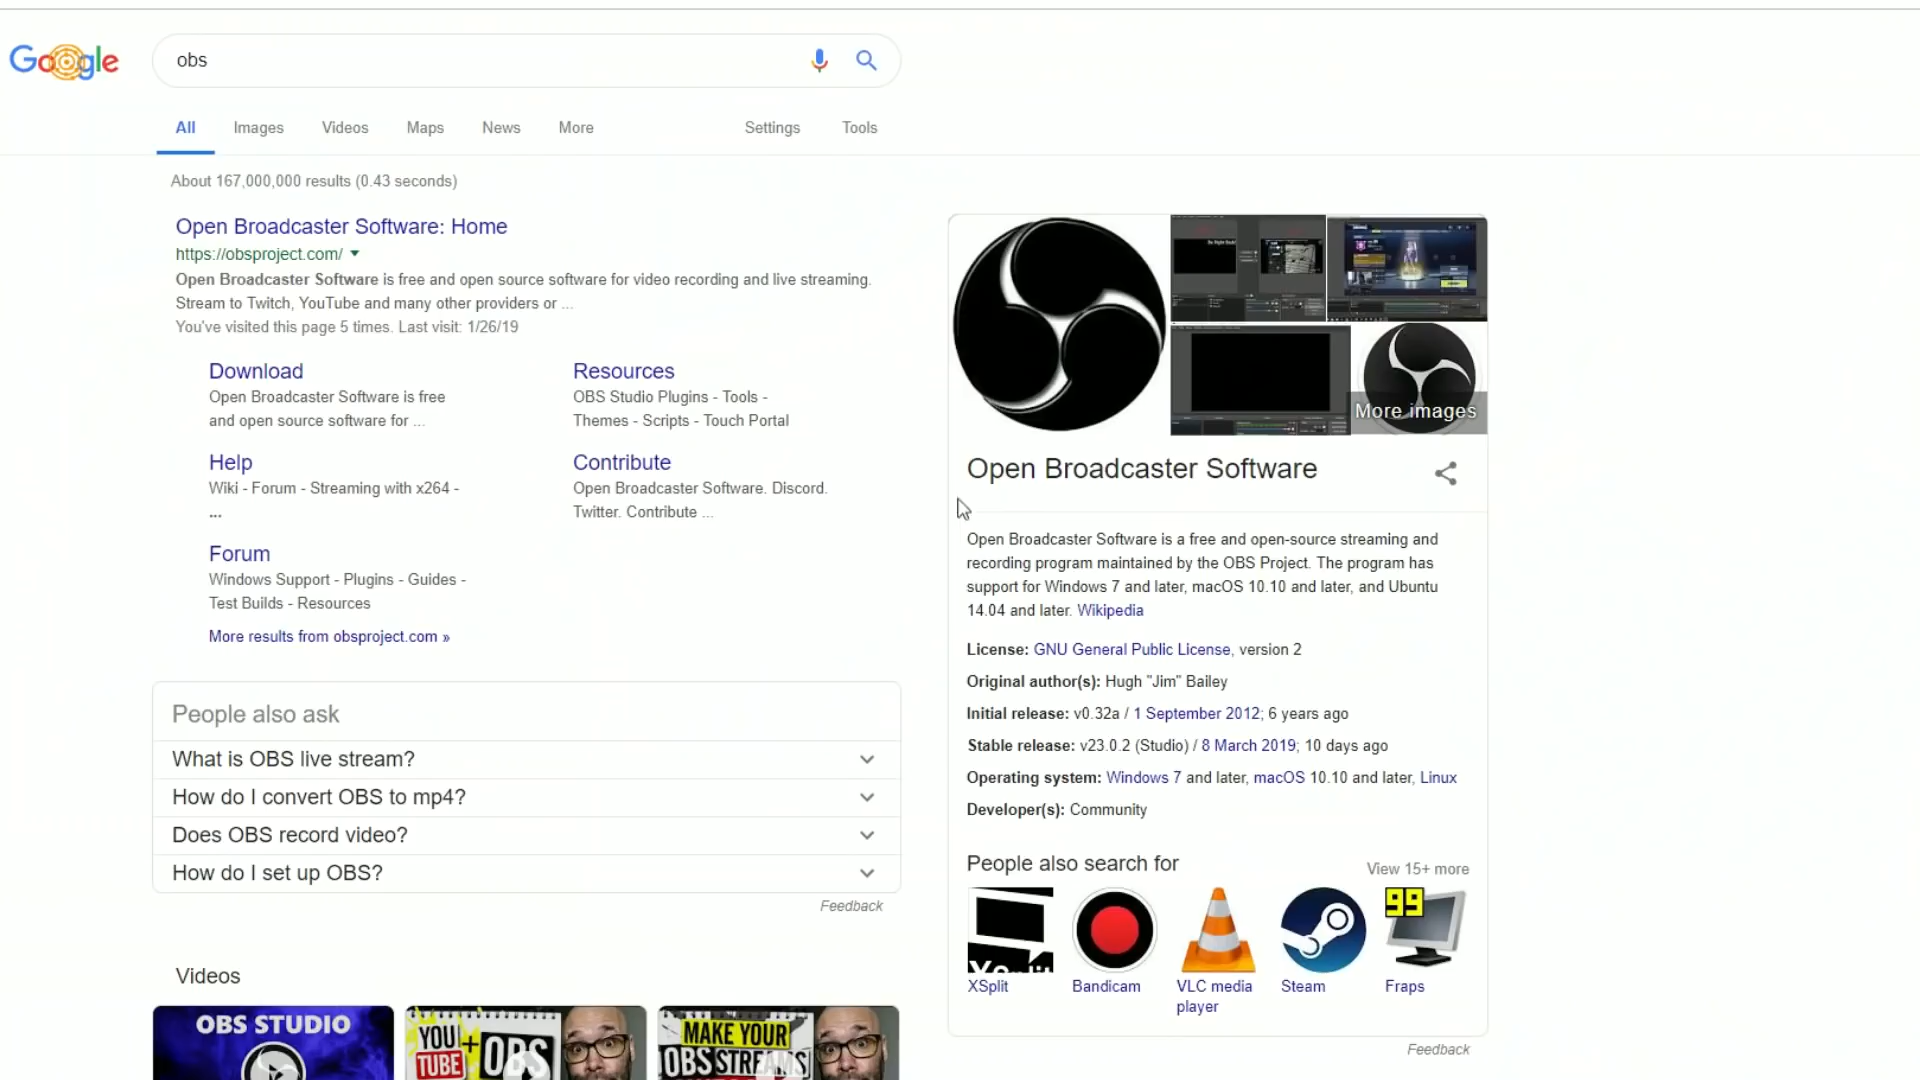 Google
obs
All Images Videos Maps News More Settings Tools
About 167,000,000 results (0.43 seconds)
Open Broadcaster Software: Home
https://obsproject.com/
Open Broadcaster Software is free and open source software for video recording and live streaming.
Stream to Twitch, YouTube and many other providers or ...
You've visited this page 5 times. Last visit: 1/26/19
Download
Open Broadcaster Software is free
and open source software for ...
Resources
OBS Studio Plugins - Tools -
Themes - Scripts - Touch Portal
Help
Wiki - Forum - Streaming with x264 -
...
Contribute
Open Broadcaster Software. Discord.
Twitter. Contribute ...
Forum
Windows Support - Plugins - Guides -
Test Builds - Resources
More results from obsproject.com »
People also ask
What is OBS live stream?
How do I convert OBS to mp4?
Does OBS record video?
How do I set up OBS?
Feedback
Videos
OBS STUDIO
YOU
TUBE
+
OBS
MAKE YOUR
OBS STREAMS
More images
Open Broadcaster Software
Open Broadcaster Software is a free and open-source streaming and
recording program maintained by the OBS Project. The program has
support for Windows 7 and later, macOS 10.10 and later, and Ubuntu
14.04 and later. Wikipedia
License: GNU General Public License, version 2
Original author(s): Hugh "Jim" Bailey
Initial release: v0.32a / 1 September 2012; 6 years ago
Stable release: v23.0.2 (Studio) / 8 March 2019; 10 days ago
Operating system: Windows 7 and later, macOS 10.10 and later, Linux
Developer(s): Community
People also search for
View 15+ more
XSplit
99
XSplit
Bandicam
VLC media
player
Steam
Fraps
Feedback